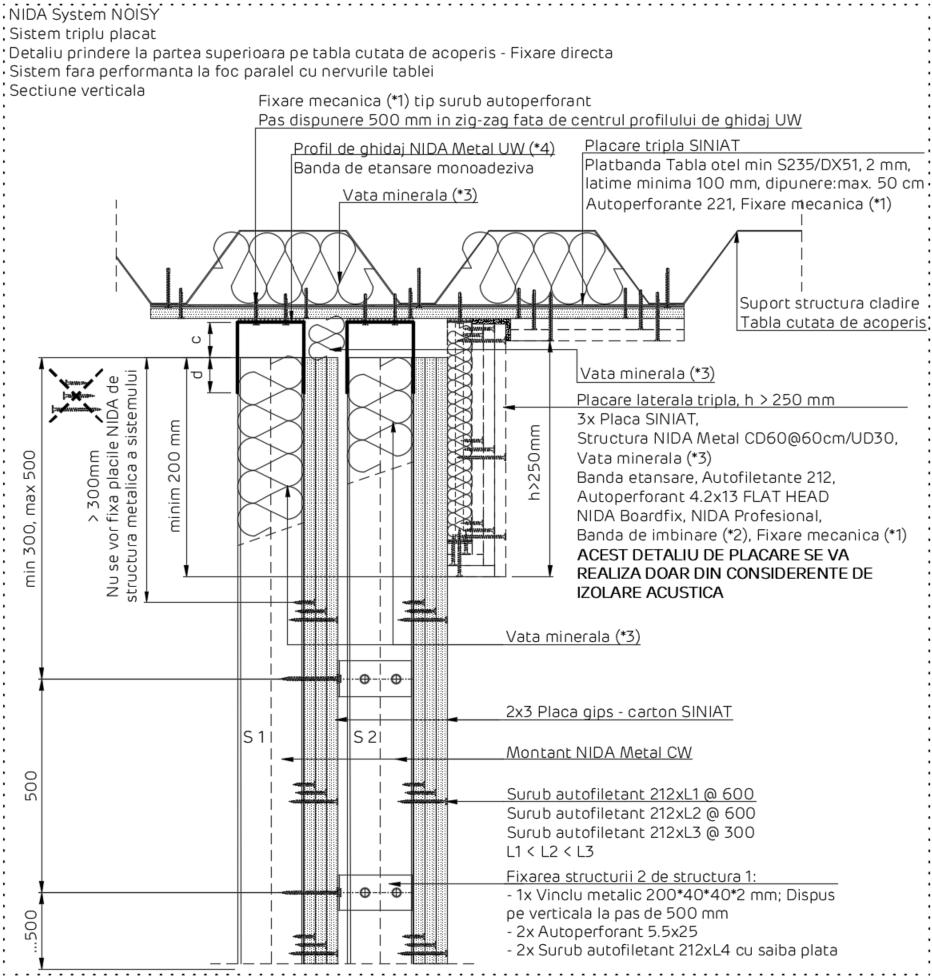 NIDA System NOISY
Sistem triplu placat
Detaliu prindere la partea superioara pe tabla cutata de acoperis - Fixare directa
Sistem fara performanta la foc paralel cu nervurile tablei
Sectiune verticala
Fixare mecanica (*1) tip surub autoperforant
Pas dispunere 500 mm in zig-zag fata de centrul profilului de ghidaj UW
Profil de ghidaj NIDA Metal UW (*4)
Banda de etansare monoadeziva
Vata minerala (*3)
Placare tripla SINIAT
Platbanda Tabla otel min S235/DX51, 2 mm,
latime minima 100 mm, dipunere:max. 50 cm
Autoperforante 221, Fixare mecanica (*1)
Suport structura cladire
Tabla cutata de acoperis
c
d
min 300, max 500
> 300mm
Nu se vor fixa placile NIDA de
structura metalica a sistemului
minim 200 mm
h>250mm
Vata minerala (*3)
Placare laterala tripla, h > 250 mm
3x Placa SINIAT,
Structura NIDA Metal CD60@60cm/UD30,
Vata minerala (*3)
Banda etansare, Autofiletante 212,
Autoperforant 4.2x13 FLAT HEAD
NIDA Boardfix, NIDA Profesional,
Banda de imbinare (*2), Fixare mecanica (*1)
ACEST DETALIU DE PLACARE SE VA
REALIZA DOAR DIN CONSIDERENTE DE
IZOLARE ACUSTICA
Vata minerala (*3)
2x3 Placa gips - carton SINIAT
S 1
S 2
Montant NIDA Metal CW
500
Surub autofiletant 212xL1 @ 600
Surub autofiletant 212xL2 @ 600
Surub autofiletant 212xL3 @ 300
L1 < L2 < L3
Fixarea structurii 2 de structura 1:
- 1x Vinclu metalic 200*40*40*2 mm; Dispus
pe verticala la pas de 500 mm
- 2x Autoperforant 5.5x25
- 2x Surub autofiletant 212xL4 cu saiba plata
...500